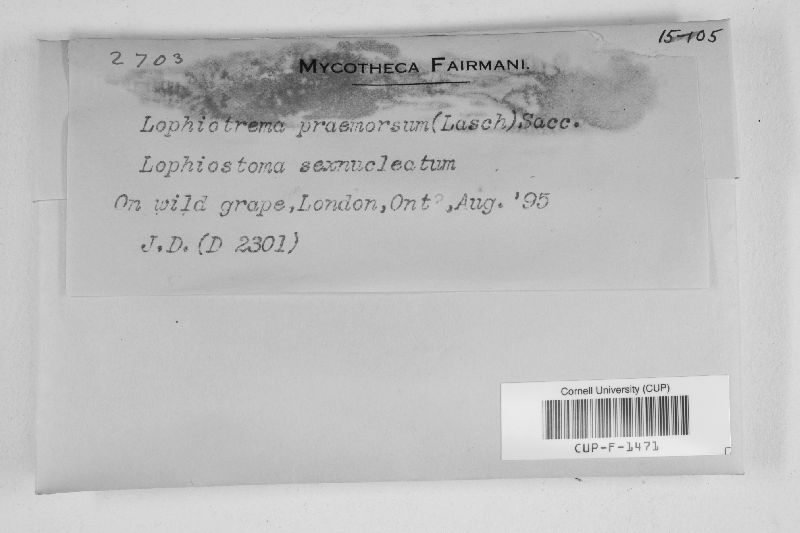 2703
15-105
MYCOTHECA FAIRMANI.
Lophiotrema praemorsum(Lasch).Sacc.
Lophiostoma sexnucleatum
On wild grape,London,Ont?,Aug. '95
J.D. (D 2301)
Cornell University (CUP)
CUP-F-1471